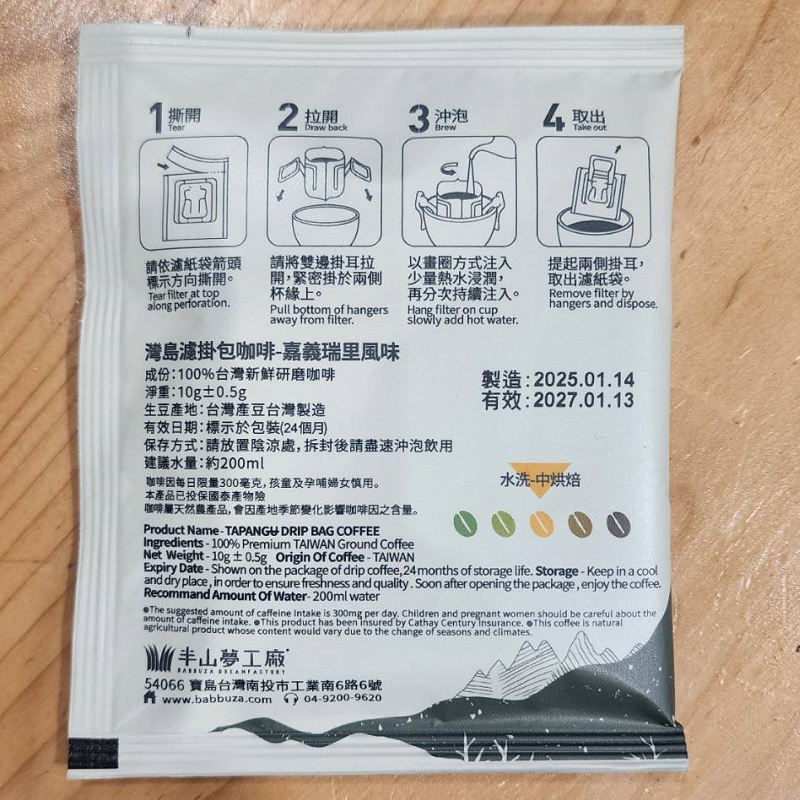 1 撕開
Tear
2 拉開
Draw back
3 沖泡
Brew
4 取出
Take out
請依濾紙袋箭頭
標示方向撕開。
Tear filter at top
along perforation.
請將雙邊掛耳拉
開,緊密掛於兩側
杯緣上。
Pull bottom of hangers
away from filter.
以畫圈方式注入
少量熱水浸潤,
再分次持續注入。
Hang filter on cup
slowly add hot water.
提起兩側掛耳,
取出濾紙袋。
Remove filter by
hangers and dispose.
灣島濾掛包咖啡-嘉義瑞里風味
成份:100%台灣新鮮研磨咖啡
淨重:10g±0.5g
生豆產地:台灣產豆台灣製造
有效日期:標示於包裝(24個月)
保存方式:請放置陰涼處,拆封後請盡速沖泡飲用
建議水量:約200ml
製造:2025.01.14
有效:2027.01.13
咖啡因每日限量300毫克,孩童及孕哺婦女慎用。
本產品已投保國泰產物險
咖啡屬天然農產品,會因產地季節變化影響咖啡因之含量。
水洗-中烘焙
Product Name - TAPANGU DRIP BAG COFFEE
Ingredients - 100% Premium TAIWAN Ground Coffee
Net Weight - 10g ± 0.5g Origin Of Coffee - TAIWAN
Expiry Date - Shown on the package of drip coffee, 24 months of storage life. Storage - Keep in a cool
and dry place , in order to ensure freshness and quality . Soon after opening the package , enjoy the coffee.
Recommand Amount Of Water - 200ml water
●The suggested amount of caffeine Intake is 300mg per day. Children and pregnant women should be careful about the
amount of caffeine intake. ●This product has been insured by Cathay Century Insurance. ●This coffee is natural
agricultural product whose content would vary due to the change of seasons and climates.
半山夢工廠
BABBUZA DREAMFACTORY
54066 寶島台灣南投市工業南6路6號
www.babbuza.com 04-9200-9620